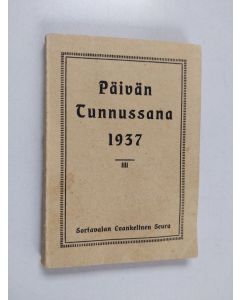 Päivän
Tunnussana
1937
Sortavalan Evankelinen Seura